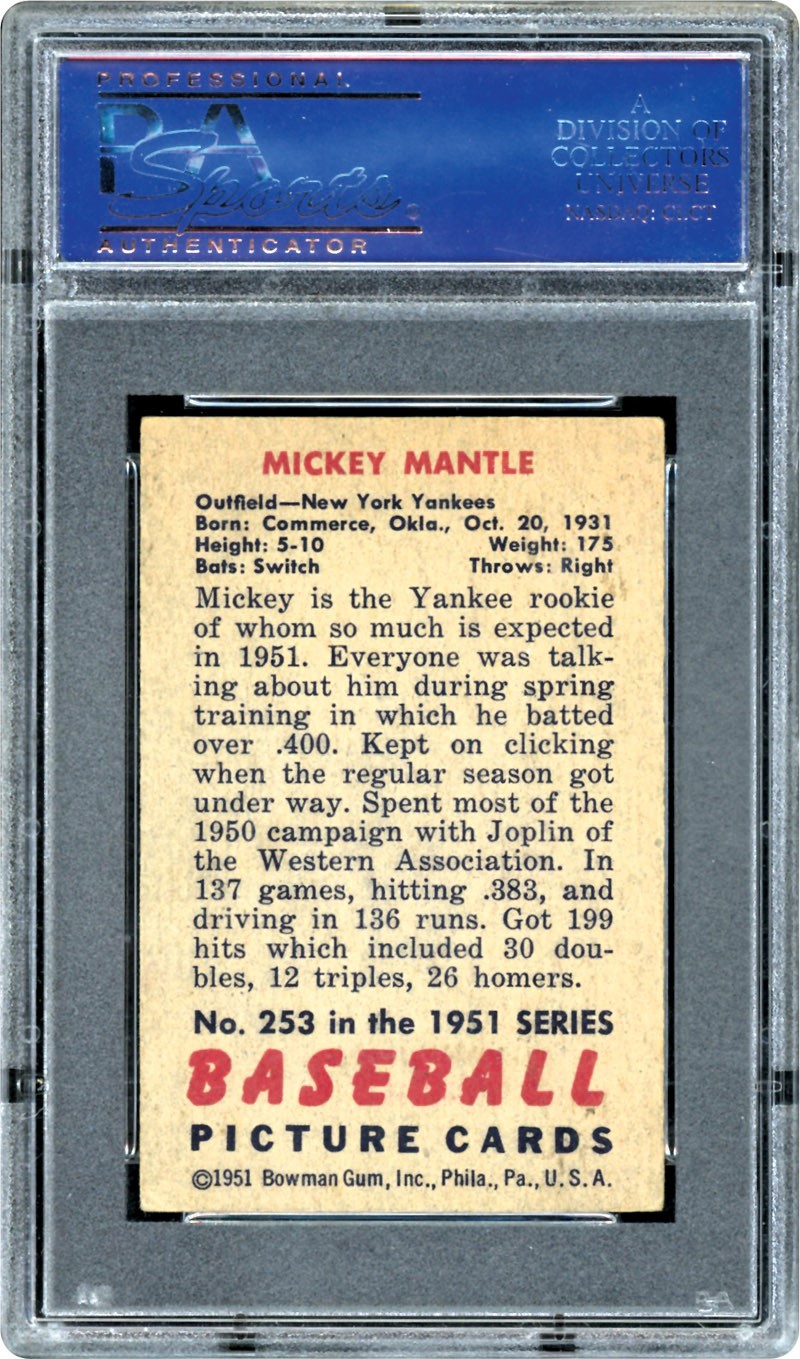 PROFESSIONAL
PSA
Sports
AUTHENTICATOR
A
DIVISION OF
COLLECTORS
UNIVERSE
NASDAQ: CLCT
MICKEY MANTLE
Outfield—New York Yankees
Born: Commerce, Okla., Oct. 20, 1931
Height: 5-10 Weight: 175
Bats: Switch Throws: Right
Mickey is the Yankee rookie
of whom so much is expected
in 1951. Everyone was talk-
ing about him during spring
training in which he batted
over .400. Kept on clicking
when the regular season got
under way. Spent most of the
1950 campaign with Joplin of
the Western Association. In
137 games, hitting .383, and
driving in 136 runs. Got 199
hits which included 30 dou-
bles, 12 triples, 26 homers.
No. 253 in the 1951 SERIES
BASEBALL
PICTURE CARDS
©1951 Bowman Gum, Inc., Phila., Pa., U.S.A.